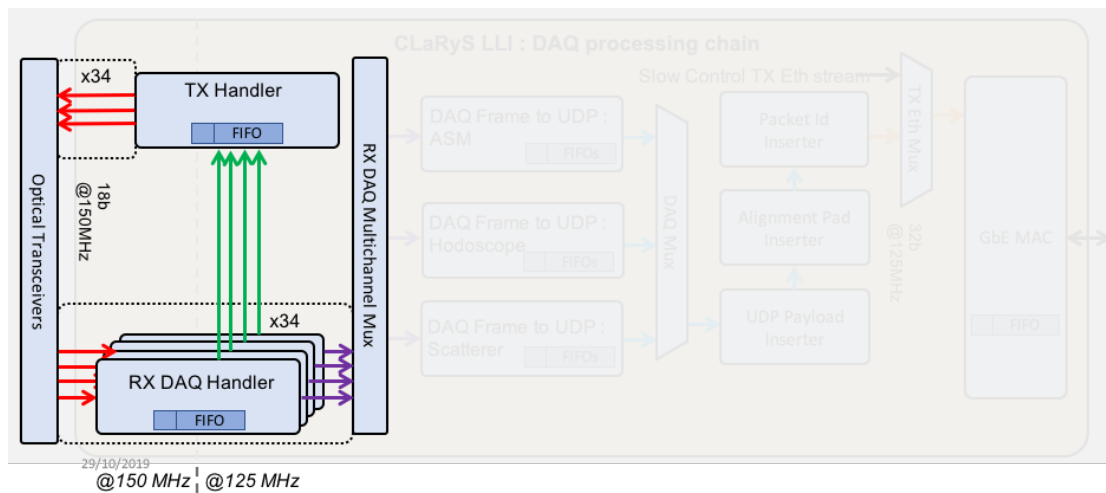 CLaRyS LLI : DAQ processing chain
x34
TX Handler
FIFO
18b
@150MHz
Optical Transceivers
RX DAQ Multichannel Mux
x34
RX DAQ Handler
FIFO
Slow Control TX Eth stream
DAQ Frame to UDP :
ASM
FIFOs
DAQ Frame to UDP :
Hodoscope
FIFOs
DAQ Frame to UDP :
Scatterer
FIFOs
DAQ Mux
Packet Id
Inserter
Alignment Pad
Inserter
UDP Payload
Inserter
TX Eth Mux
32b
@125MHz
GbE MAC
FIFO
29/10/2019
@150 MHz
@125 MHz